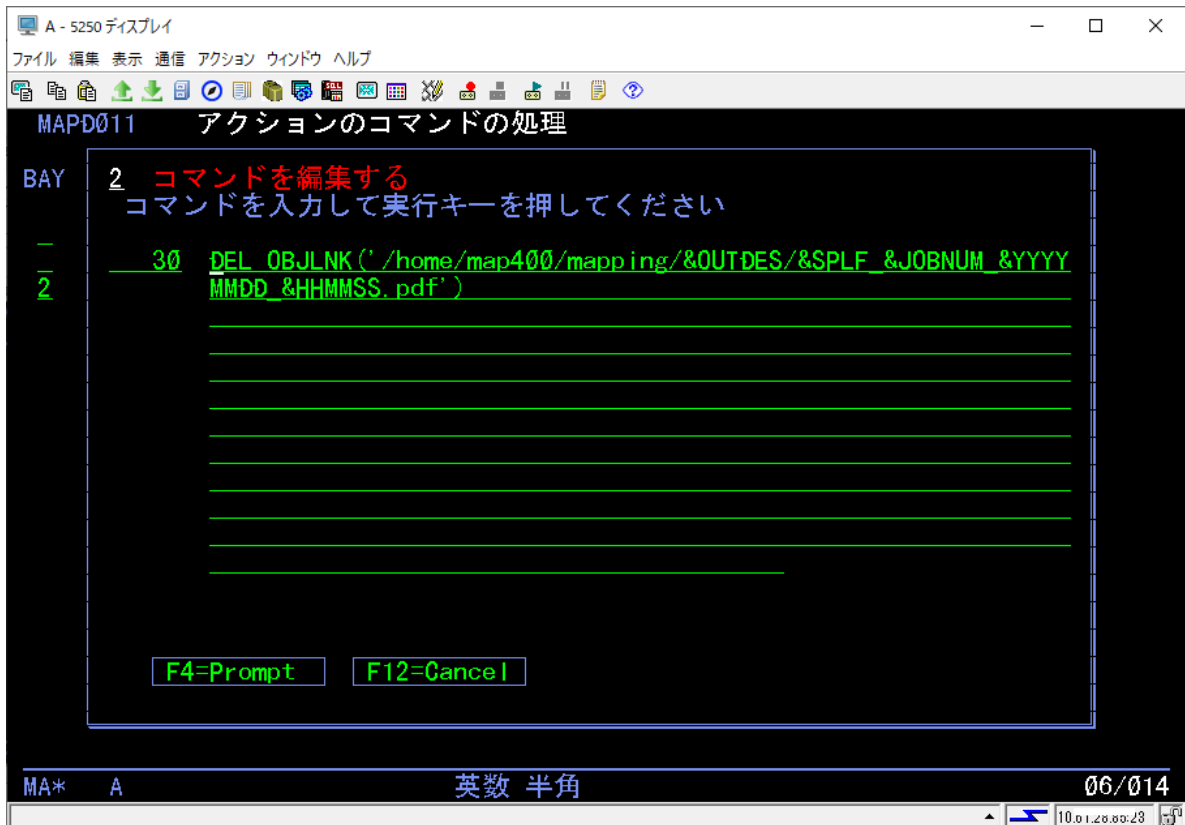 A - 5250 ディスプレイ
ファイル 編集 表示 通信 アクション ウィンドウ ヘルプ
MAPD011 アクションのコマンドの処理
BAY 2 コマンドを編集する
コマンドを入力して実行キーを押してください
30 DEL OBJLNK('/home/map400/mapping/&OUTDES/&SPLF_&JOBNUM_&YYYY
2 MMDD_&HHMMSS.pdf')
F4=Prompt F12=Cancel
MA* A 英数 半角 06/014